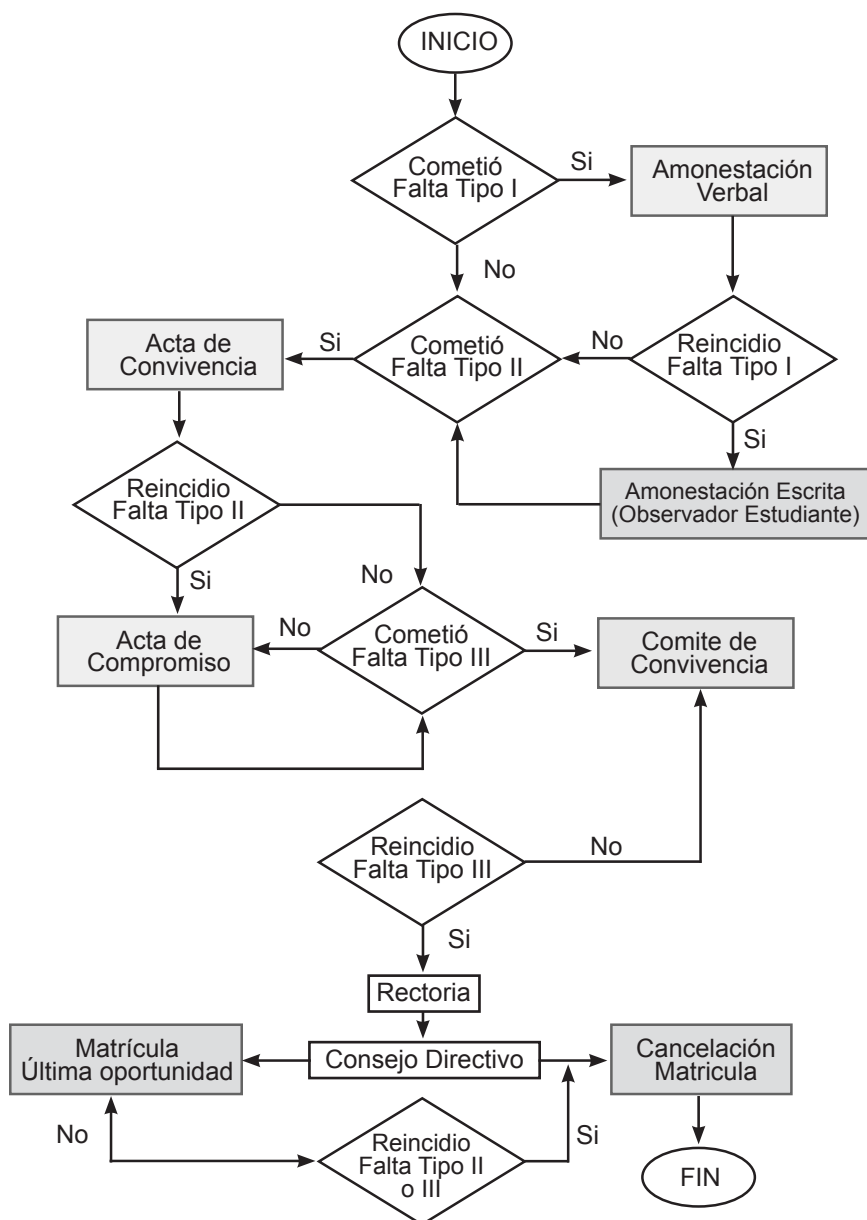 INICIO
Cometió
Falta Tipo I
Si
Amonestación
Verbal
No
Acta de
Convivencia
Si
Cometió
Falta Tipo II
No
Reincidio
Falta Tipo I
Si
Reincidio
Falta Tipo II
Amonestación Escrita
(Observador Estudiante)
No
Si
Acta de
Compromiso
No
Cometió
Falta Tipo III
Si
Comite de
Convivencia
Reincidio
Falta Tipo III
No
Si
Rectoria
Matrícula
Última oportunidad
Consejo Directivo
Cancelación
Matricula
No
Reincidio
Falta Tipo II
o III
Si
FIN